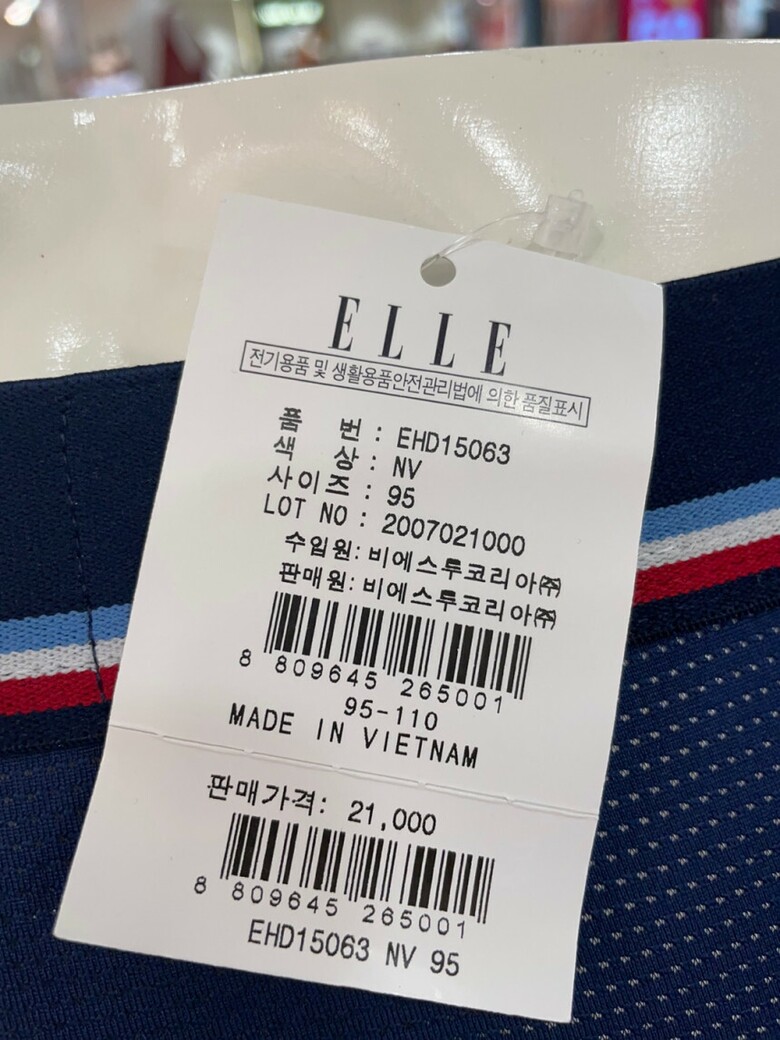 ELLE
전기용품 및 생활용품안전관리법에 의한 품질표시
품 번 : EHD15063
색 상 : NV
사이즈 : 95
LOT NO : 2007021000
수입원: 비에스투코리아㈜
판매원: 비에스투코리아㈜
8 809645 265001
95-110
MADE IN VIETNAM
판매가격: 21,000
8 809645 265001
EHD15063 NV 95